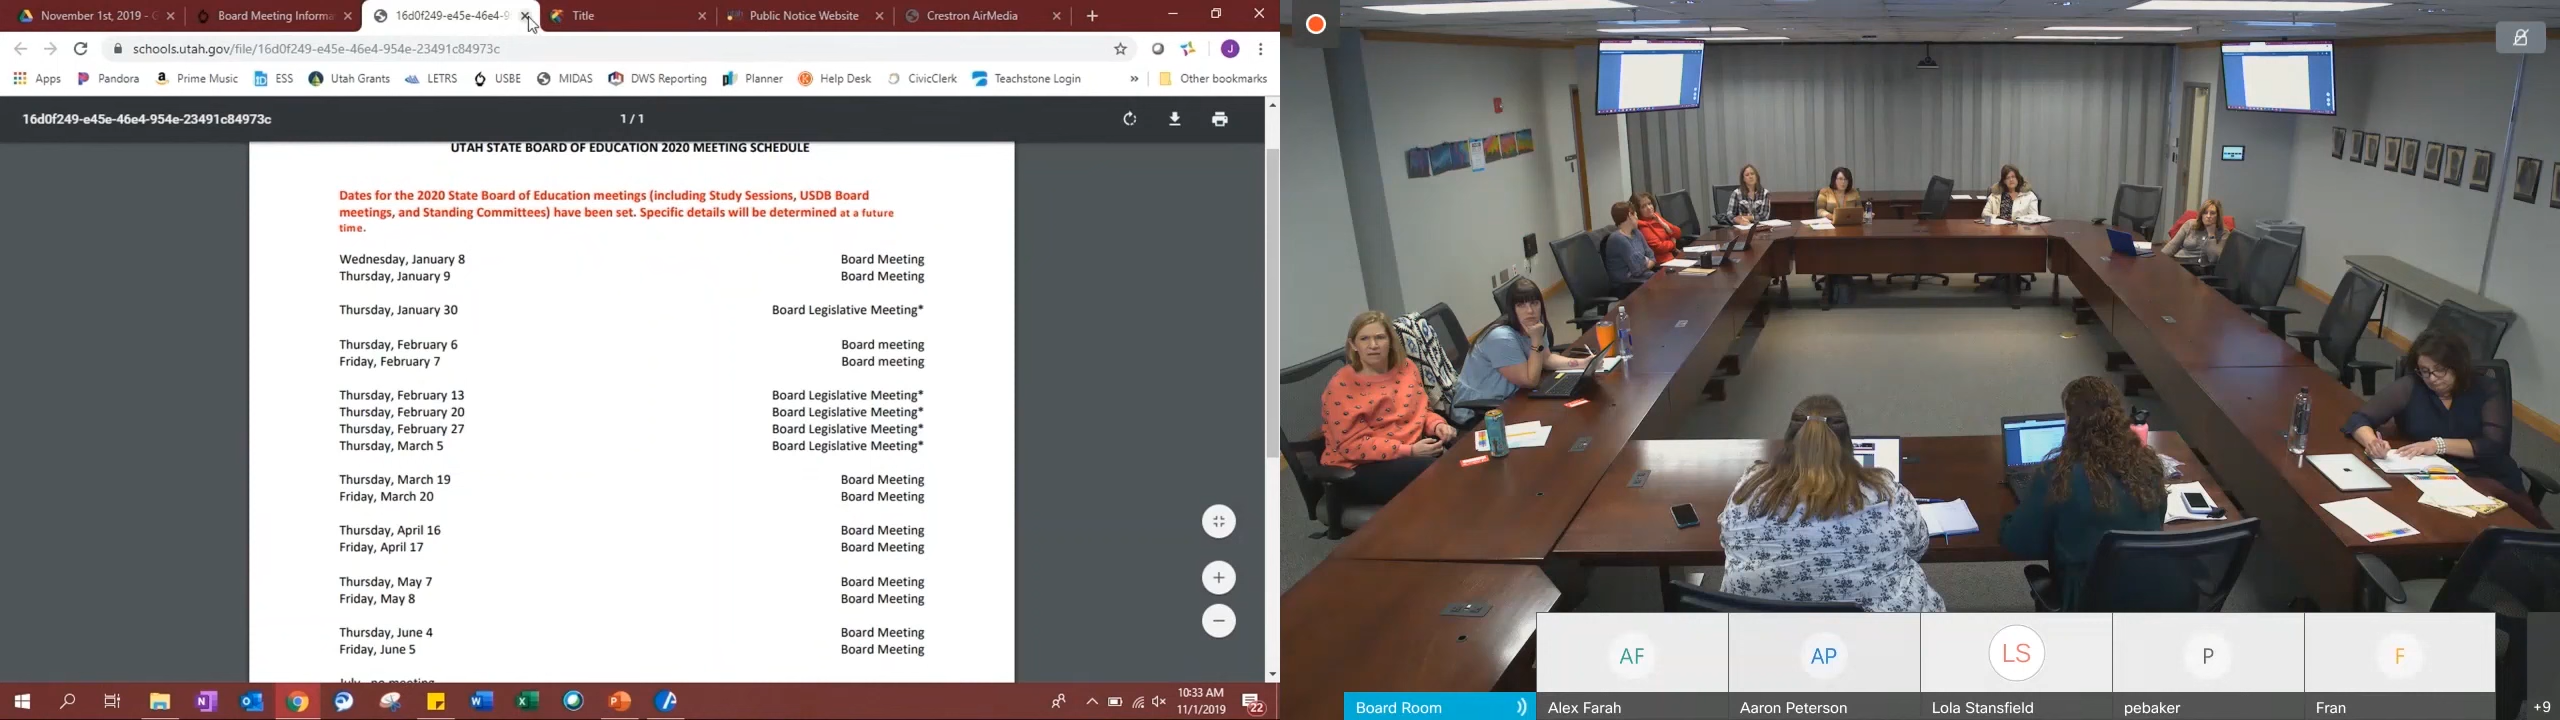 November 1st, 2019 - G
Board Meeting Informa
16d0f249-e45e-46e4-9
Title
Public Notice Website
Crestron AirMedia
schools.utah.gov/file/16d0f249-e45e-46e4-954e-23491c84973c
J
Apps
Pandora
Prime Music
ESS
Utah Grants
LETRS
USBE
MIDAS
DWS Reporting
Planner
Help Desk
CivicClerk
Teachstone Login
»
Other bookmarks
16d0f249-e45e-46e4-954e-23491c84973c
1 / 1
UTAH STATE BOARD OF EDUCATION 2020 MEETING SCHEDULE
Dates for the 2020 State Board of Education meetings (including Study Sessions, USDB Board
meetings, and Standing Committees) have been set. Specific details will be determined at a future
time.
Wednesday, January 8 Board Meeting
Thursday, January 9 Board Meeting
Thursday, January 30 Board Legislative Meeting*
Thursday, February 6 Board meeting
Friday, February 7 Board meeting
Thursday, February 13 Board Legislative Meeting*
Thursday, February 20 Board Legislative Meeting*
Thursday, February 27 Board Legislative Meeting*
Thursday, March 5 Board Legislative Meeting*
Thursday, March 19 Board Meeting
Friday, March 20 Board Meeting
Thursday, April 16 Board Meeting
Friday, April 17 Board Meeting
Thursday, May 7 Board Meeting
Friday, May 8 Board Meeting
Thursday, June 4 Board Meeting
Friday, June 5 Board Meeting
July - no meeting
10:33 AM
11/1/2019
22
AF
AP
LS
P
F
Board Room
Alex Farah
Aaron Peterson
Lola Stansfield
pebaker
Fran
+9